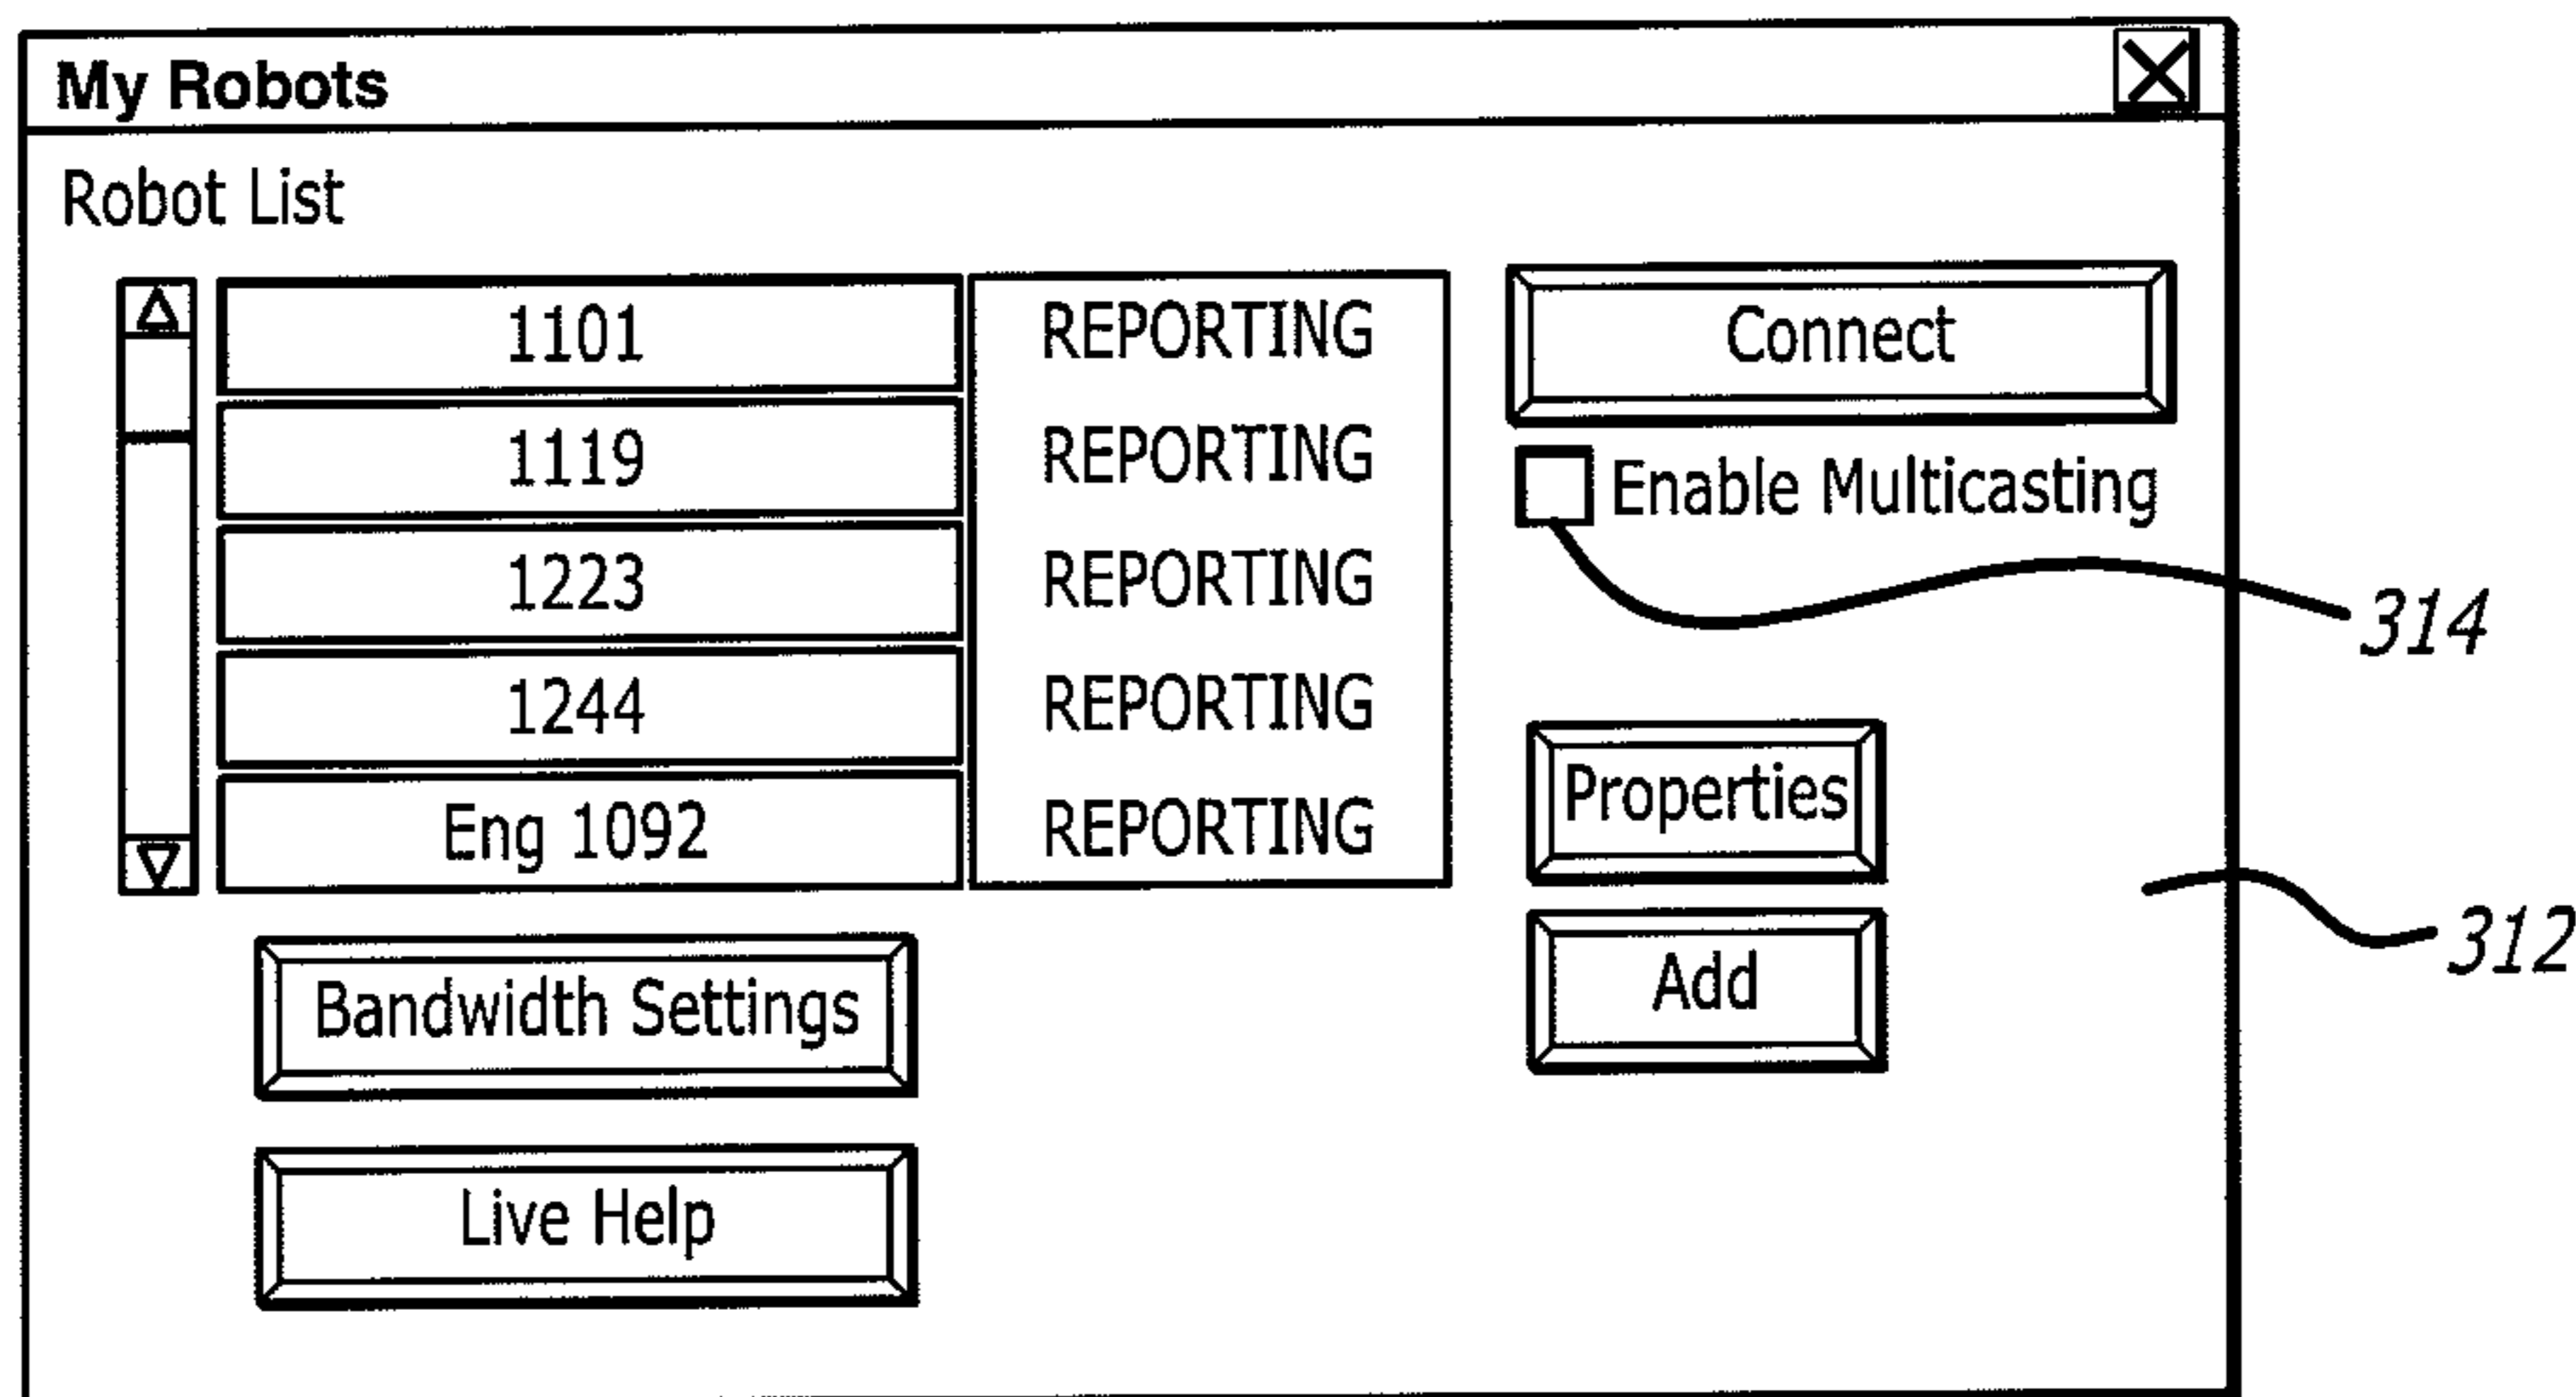 My Robots
Robot List
1101 REPORTING
1119 REPORTING
1223 REPORTING
1244 REPORTING
Eng 1092 REPORTING
Connect
Enable Multicasting
314
Properties
312
Add
Bandwidth Settings
Live Help